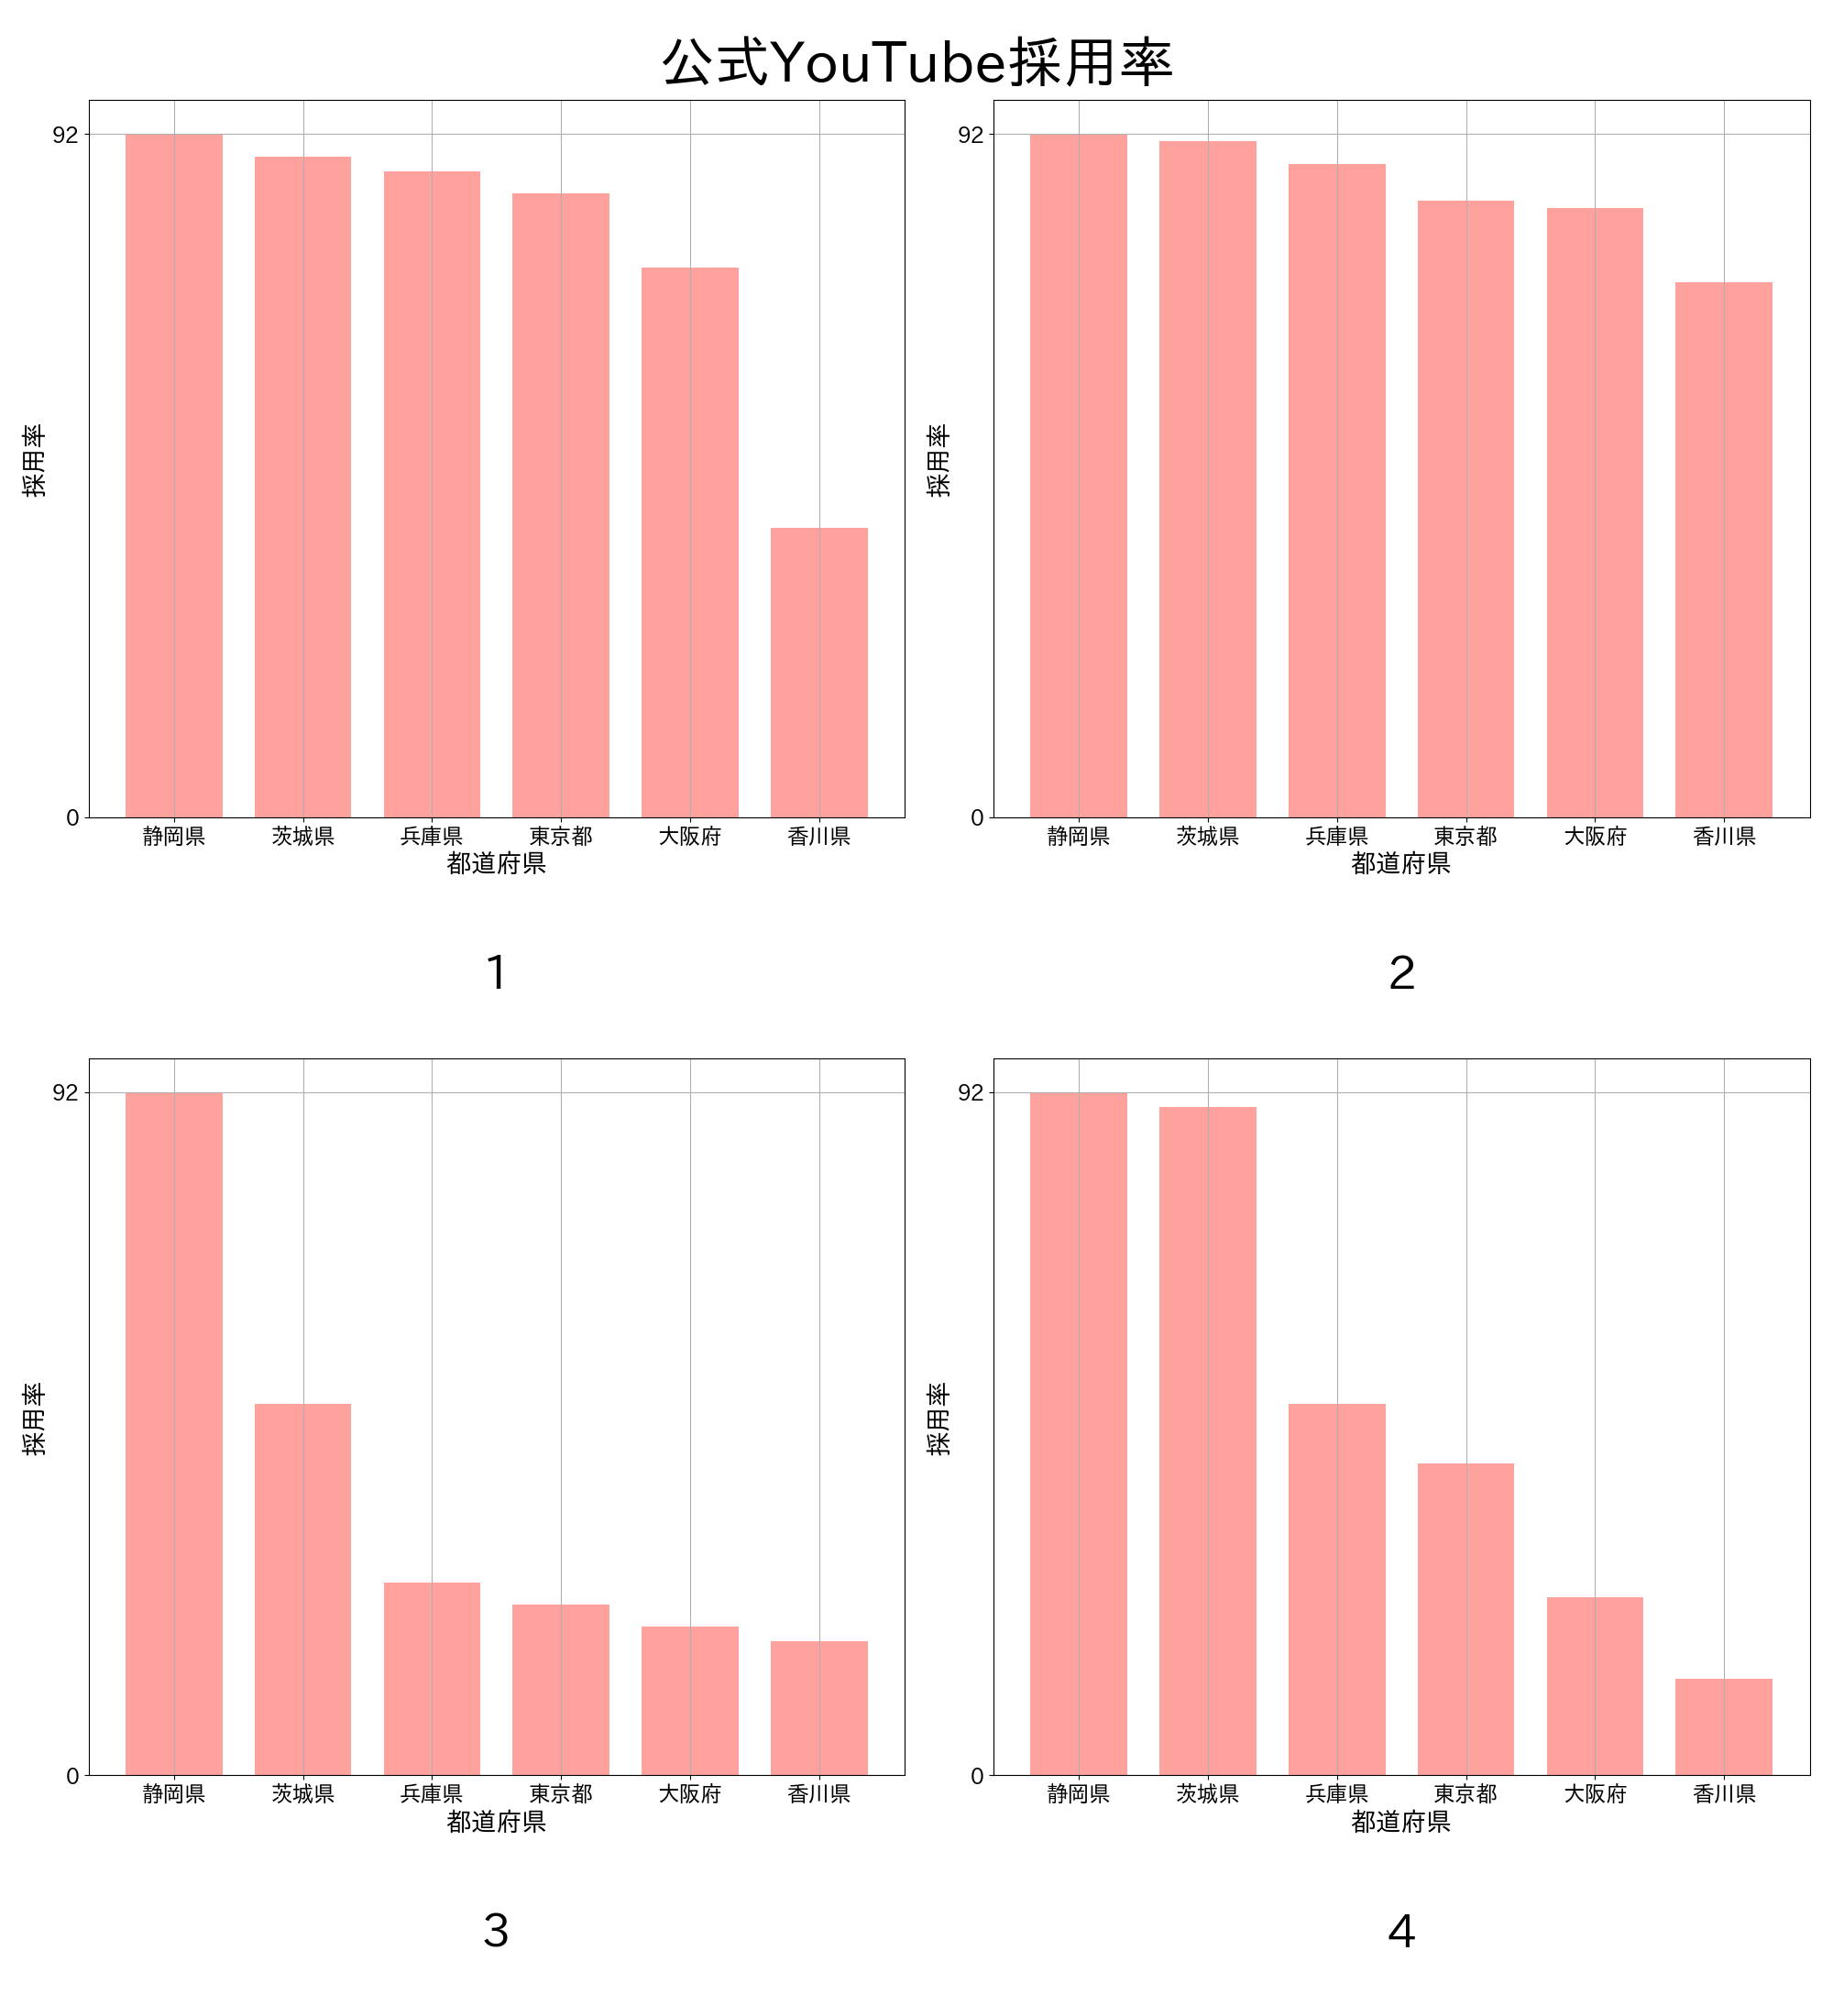 公式YouTube採用率
92
0
採用率
静岡県 茨城県 兵庫県 東京都 大阪府 香川県
都道府県
1
92
0
採用率
静岡県 茨城県 兵庫県 東京都 大阪府 香川県
都道府県
2
92
0
採用率
静岡県 茨城県 兵庫県 東京都 大阪府 香川県
都道府県
3
92
0
採用率
静岡県 茨城県 兵庫県 東京都 大阪府 香川県
都道府県
4